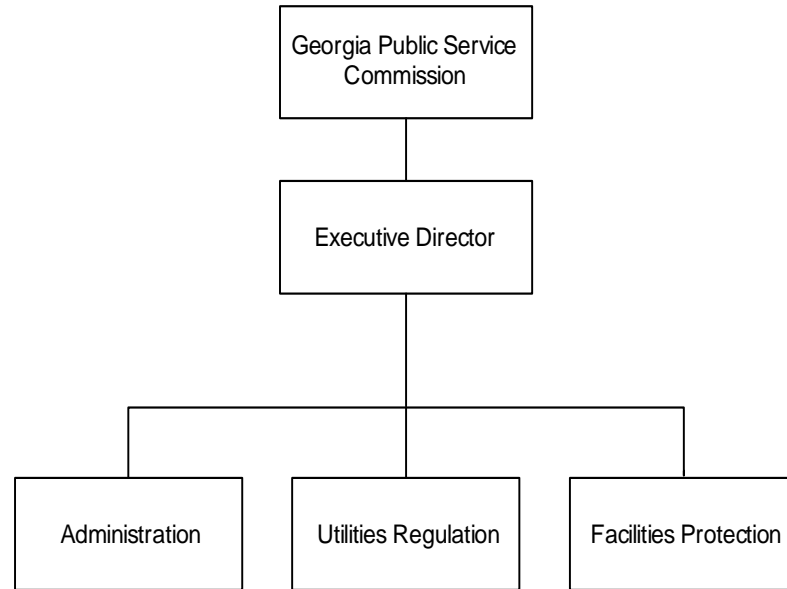 Georgia Public Service
Commission
Executive Director
Administration
Utilities Regulation
Facilities Protection